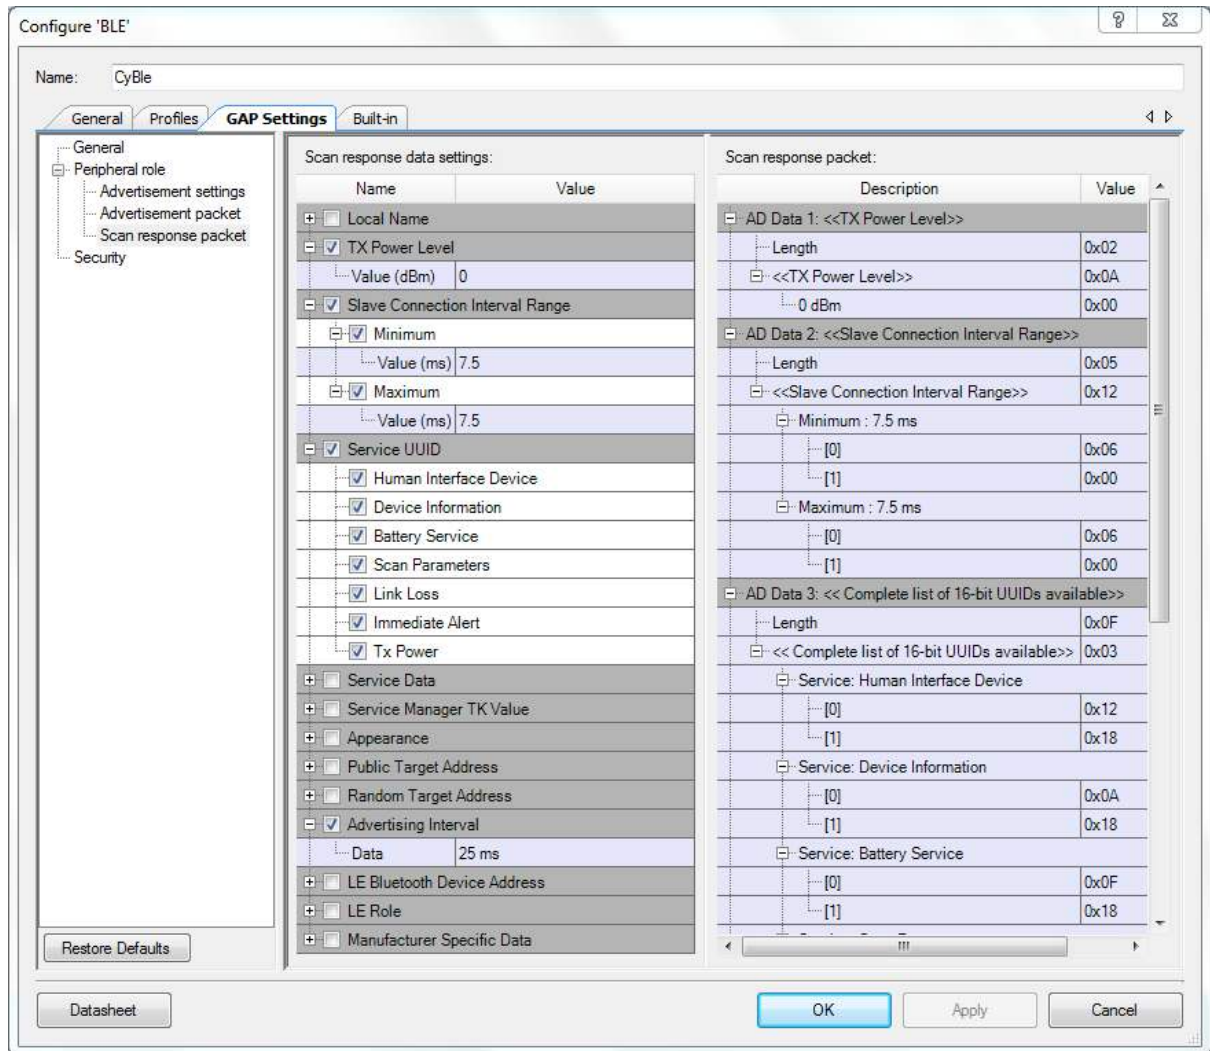 Configure 'BLE'
Name: CyBle
General Profiles GAP Settings Built-in
General
Peripheral role
Advertisement settings
Advertisement packet
Scan response packet
Security
Restore Defaults
Scan response data settings:
Name Value
Local Name
TX Power Level
Value (dBm) 0
Slave Connection Interval Range
Minimum
Value (ms) 7.5
Maximum
Value (ms) 7.5
Service UUID
Human Interface Device
Device Information
Battery Service
Scan Parameters
Link Loss
Immediate Alert
Tx Power
Service Data
Service Manager TK Value
Appearance
Public Target Address
Random Target Address
Advertising Interval
Data 25 ms
LE Bluetooth Device Address
LE Role
Manufacturer Specific Data
Scan response packet:
Description Value
AD Data 1: <<TX Power Level>>
Length 0x02
<<TX Power Level>> 0x0A
0 dBm 0x00
AD Data 2: <<Slave Connection Interval Range>>
Length 0x05
<<Slave Connection Interval Range>> 0x12
Minimum : 7.5 ms
[0] 0x06
[1] 0x00
Maximum : 7.5 ms
[0] 0x06
[1] 0x00
AD Data 3: << Complete list of 16-bit UUIDs available>>
Length 0x0F
<< Complete list of 16-bit UUIDs available>> 0x03
Service: Human Interface Device
[0] 0x12
[1] 0x18
Service: Device Information
[0] 0x0A
[1] 0x18
Service: Battery Service
[0] 0x0F
[1] 0x18
Datasheet OK Apply Cancel